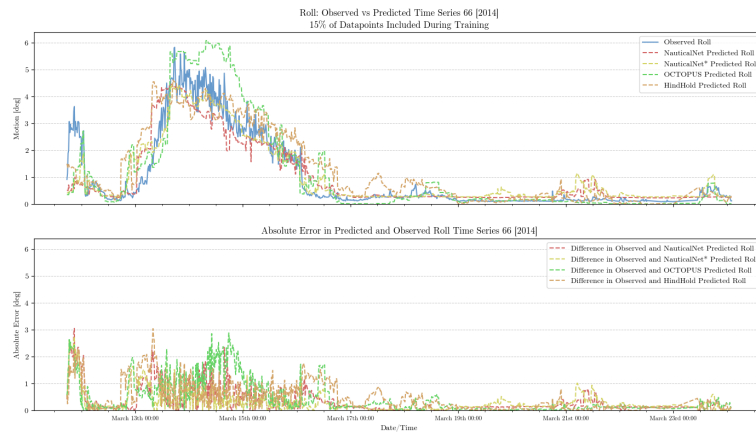 Roll: Observed vs Predicted Time Series 66 [2014]
15% of Datapoints Included During Training
Motion [deg]
6
5
4
3
2
1
0
Observed Roll
NauticalNet Predicted Roll
NauticalNet* Predicted Roll
OCTOPUS Predicted Roll
HindHold Predicted Roll
Absolute Error in Predicted and Observed Roll Time Series 66 [2014]
Absolute Error [deg]
7
6
5
4
3
2
1
0
Difference in Observed and NauticalNet Predicted Roll
Difference in Observed and NauticalNet* Predicted Roll
Difference in Observed and OCTOPUS Predicted Roll
Difference in Observed and HindHold Predicted Roll
March 13th 00:00
March 15th 00:00
March 17th 00:00
March 19th 00:00
March 21st 00:00
March 23rd 00:00
Date/Time